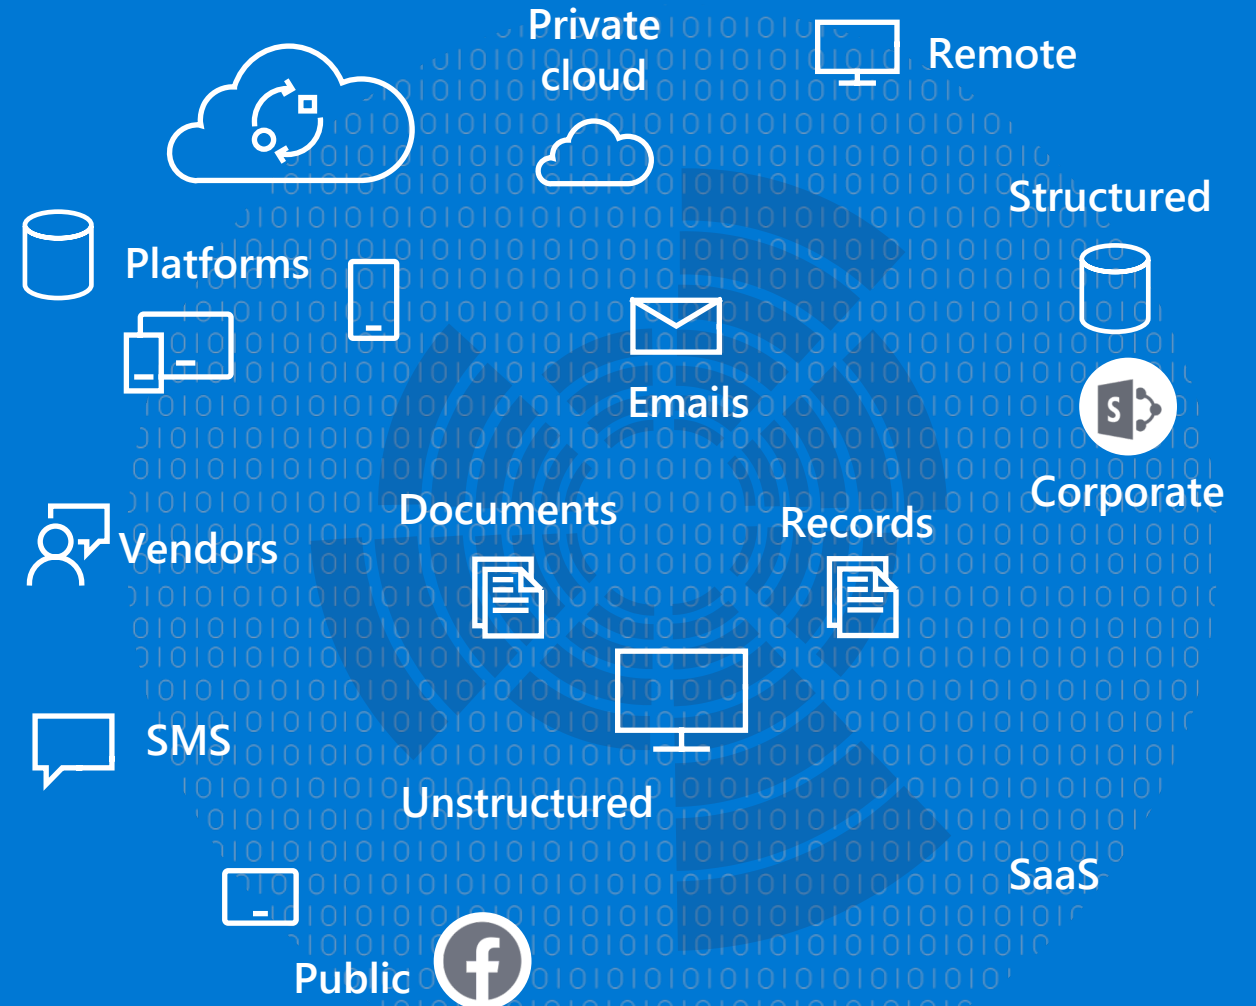 Private
cloud
Remote
Structured
Platforms
Emails
S
Corporate
Documents
Records
Vendors
SMS
Unstructured
SaaS
Public
f